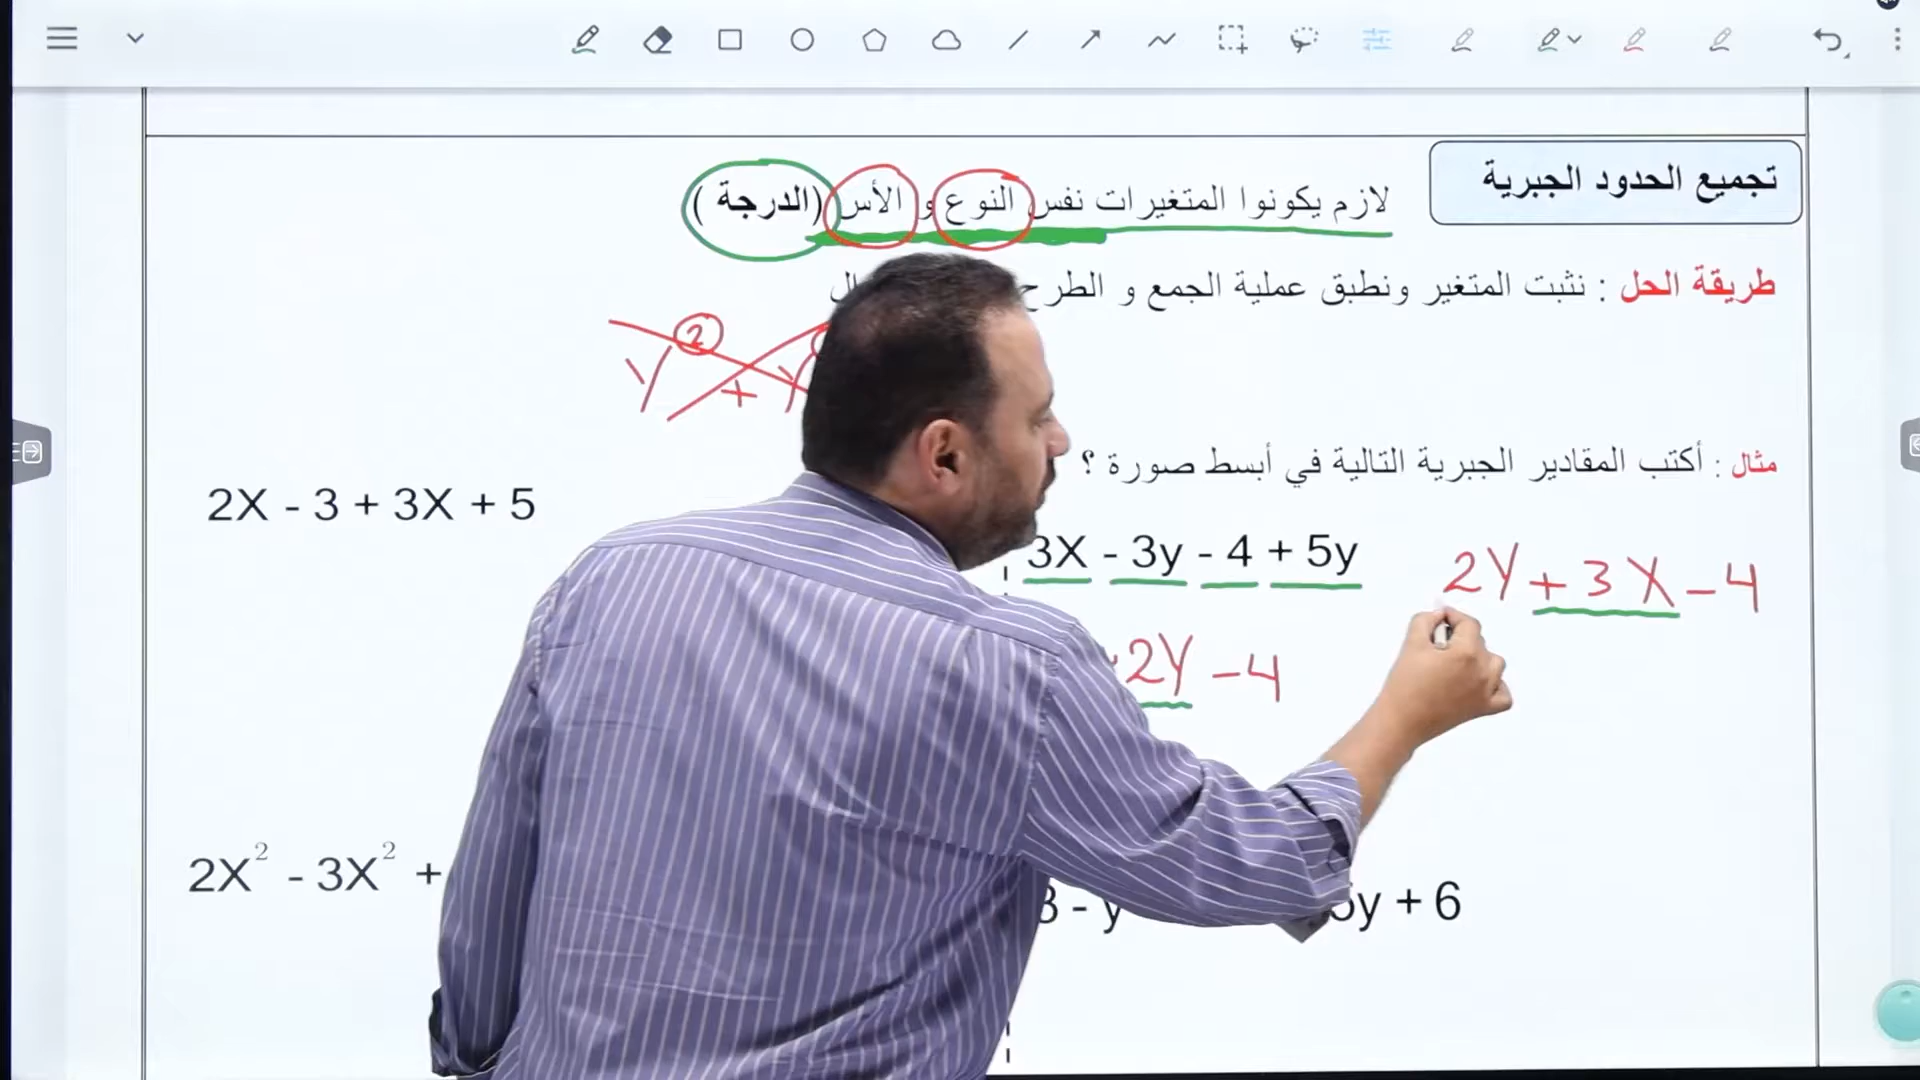 تجميع الحدود الجبرية
لازم يكونوا المتغيرات نفس النوع و الأس (الدرجة )
طريقة الحل : نثبت المتغير ونطبق عملية الجمع و الطرح
2
Y + Y
مثال : أكتب المقادير الجبرية التالية في أبسط صورة ؟
2X - 3 + 3X + 5
3X - 3y - 4 + 5y
2Y + 3X - 4
2Y - 4
2X² - 3X² +
- y
y + 6